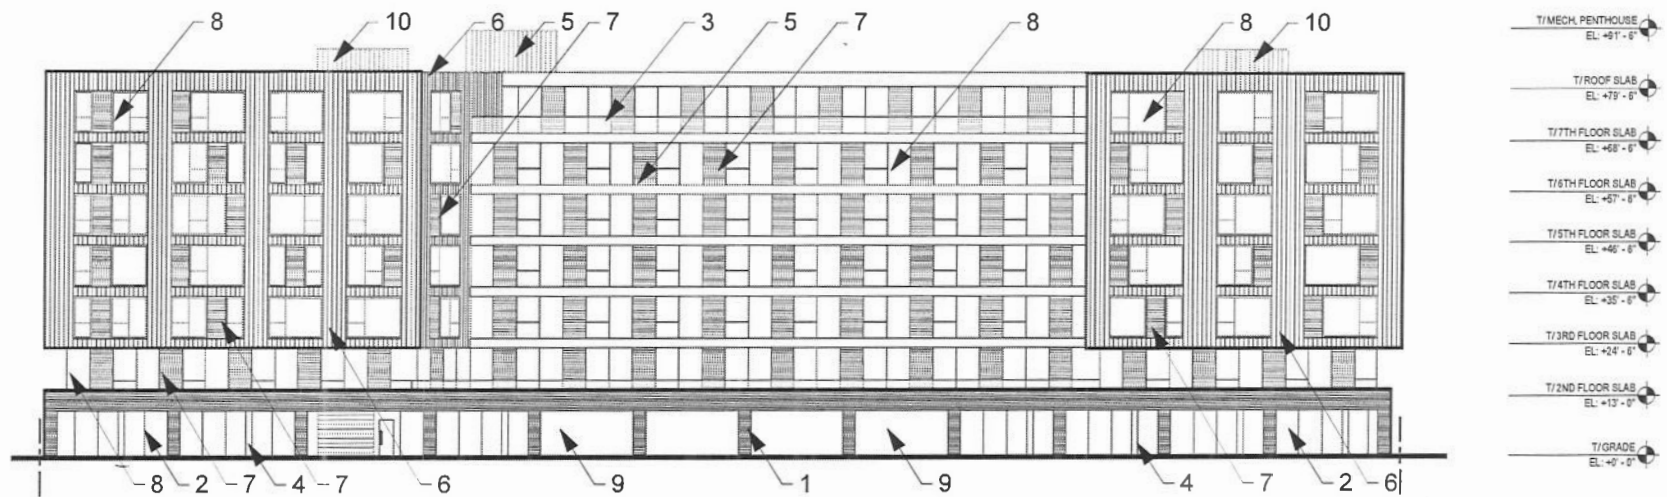 8 10 6 5 7 3 5 7 8 8 10
T/ MECH. PENTHOUSE
EL: +91' - 6"
T/ ROOF SLAB
EL: +79' - 6"
T/ 7TH FLOOR SLAB
EL: +68' - 6"
T/ 6TH FLOOR SLAB
EL: +57' - 6"
T/ 5TH FLOOR SLAB
EL: +46' - 6"
T/ 4TH FLOOR SLAB
EL: +35' - 6"
T/ 3RD FLOOR SLAB
EL: +24' - 6"
T/ 2ND FLOOR SLAB
EL: +13' - 0"
T/ GRADE
EL: +0' - 0"
8 2 7 4 7 6 9 1 9 4 7 2 6